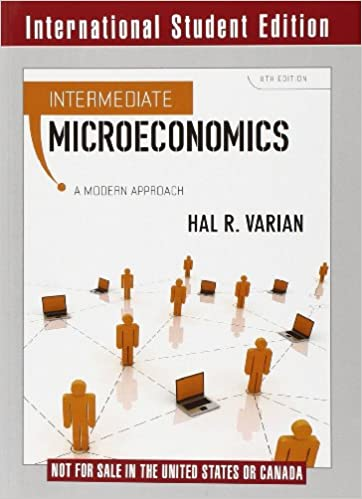 International Student Edition
8TH EDITION
INTERMEDIATE
MICROECONOMICS
A MODERN APPROACH
HAL R. VARIAN
NOT FOR SALE IN THE UNITED STATES OR CANADA